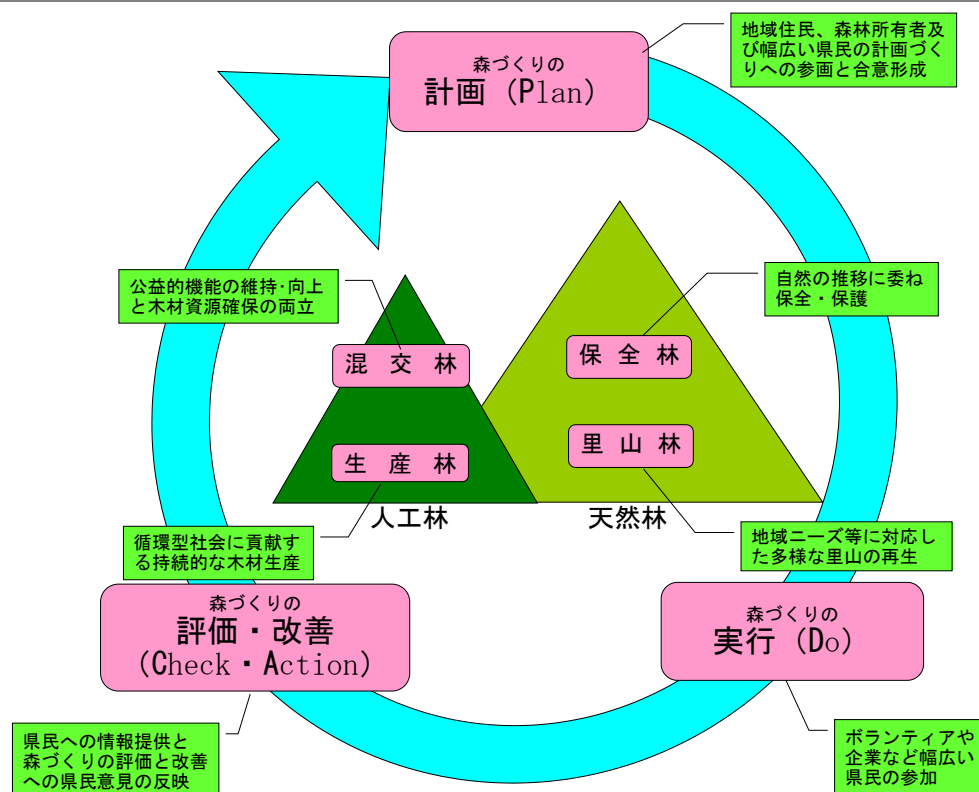 森づくりの
計画（Plan）
地域住民、森林所有者及
び幅広い県民の計画づく
りへの参画と合意形成
公益的機能の維持・向上
と木材資源確保の両立
自然の推移に委ね
保全・保護
混 交 林
保 全 林
生 産 林
里 山 林
人工林
天然林
循環型社会に貢献す
る持続的な木材生産
地域ニーズ等に対応し
た多様な里山の再生
森づくりの
評価・改善
（Check・Action）
森づくりの
実行（Do）
県民への情報提供と
森づくりの評価と改善
への県民意見の反映
ボランティアや
企業など幅広い
県民の参加